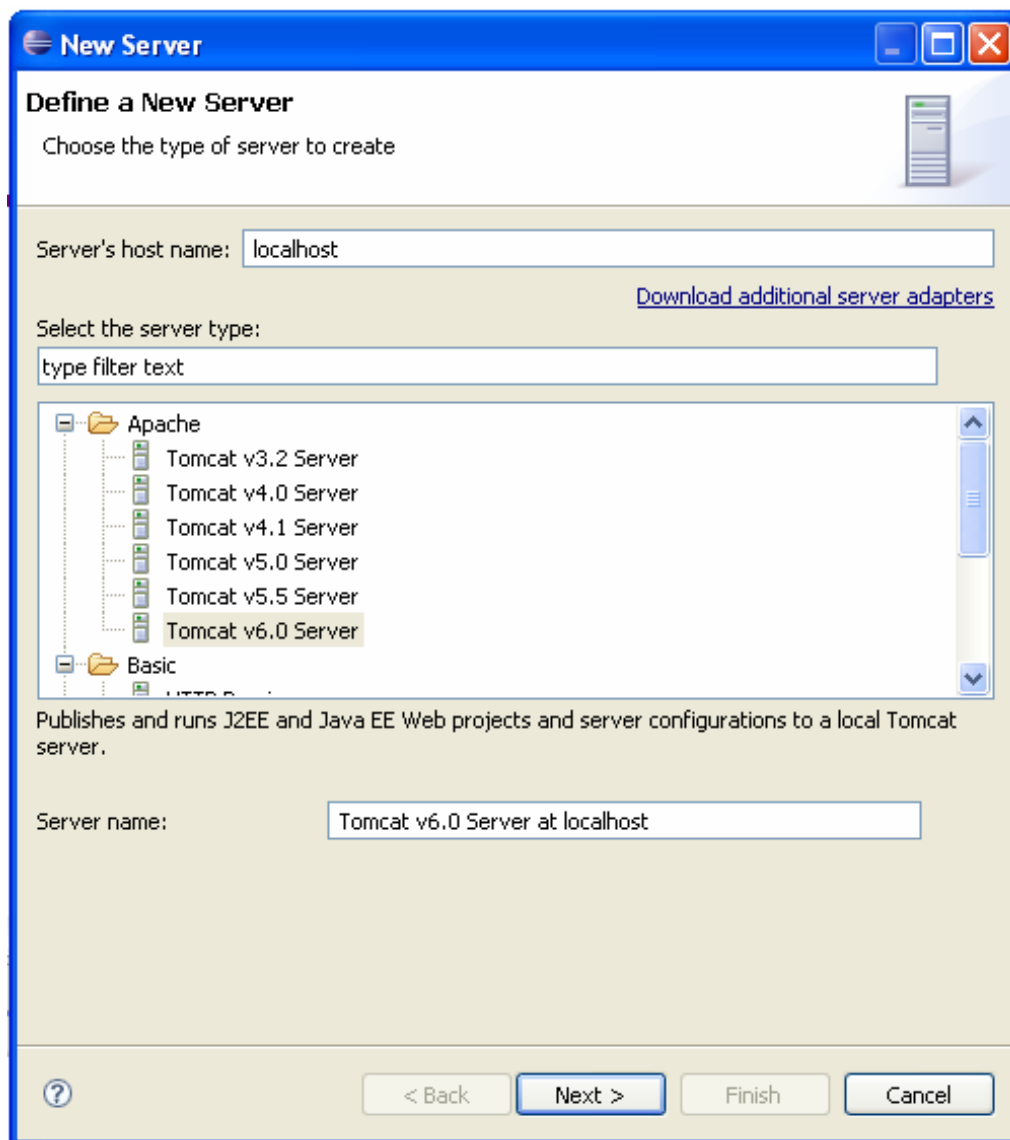 New Server
Define a New Server
Choose the type of server to create
Server's host name: localhost
Download additional server adapters
Select the server type:
type filter text
Apache
Tomcat v3.2 Server
Tomcat v4.0 Server
Tomcat v4.1 Server
Tomcat v5.0 Server
Tomcat v5.5 Server
Tomcat v6.0 Server
Basic
Publishes and runs J2EE and Java EE Web projects and server configurations to a local Tomcat
server.
Server name: Tomcat v6.0 Server at localhost
? < Back Next > Finish Cancel